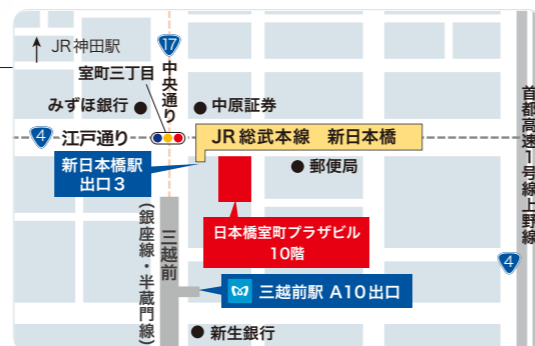 JR神田駅
17
室町三丁目
中央通り
みずほ銀行
中原証券
4
江戸通り
JR総武本線 新日本橋
新日本橋駅
出口3
郵便局
首都高速1号線上野線
日本橋室町プラザビル
10階
三越前
(銀座線・半蔵門線)
4
三越前駅 A10出口
新生銀行